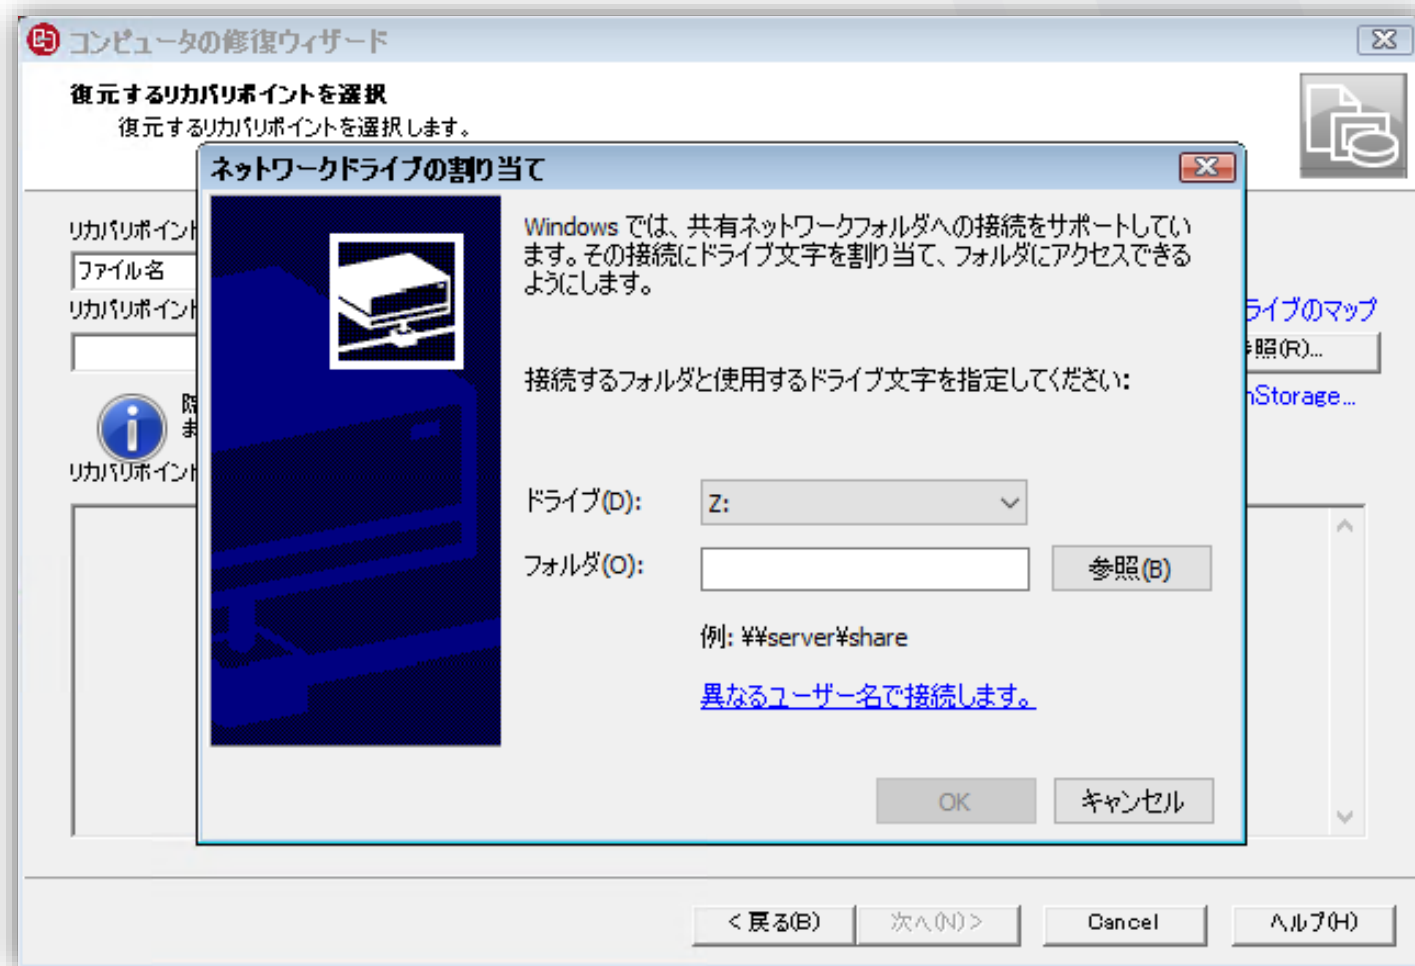 コンピュータの修復ウィザード
復元するリカバリポイントを選択
復元するリカバリポイントを選択します。
ネットワークドライブの割り当て
Windows では、共有ネットワークフォルダへの接続をサポートしてい
ます。その接続にドライブ文字を割り当て、フォルダにアクセスできる
ようにします。
接続するフォルダと使用するドライブ文字を指定してください:
ドライブ(D):
Z:
フォルダ(O):
参照(B)
例: ¥¥server¥share
異なるユーザー名で接続します。
OK
キャンセル
リカバリポイント
ファイル名
リカバリポイント
ライブのマップ
照(R)...
nStorage...
リカバリポイント
< 戻る(B)
次へ(N) >
Cancel
ヘルプ(H)